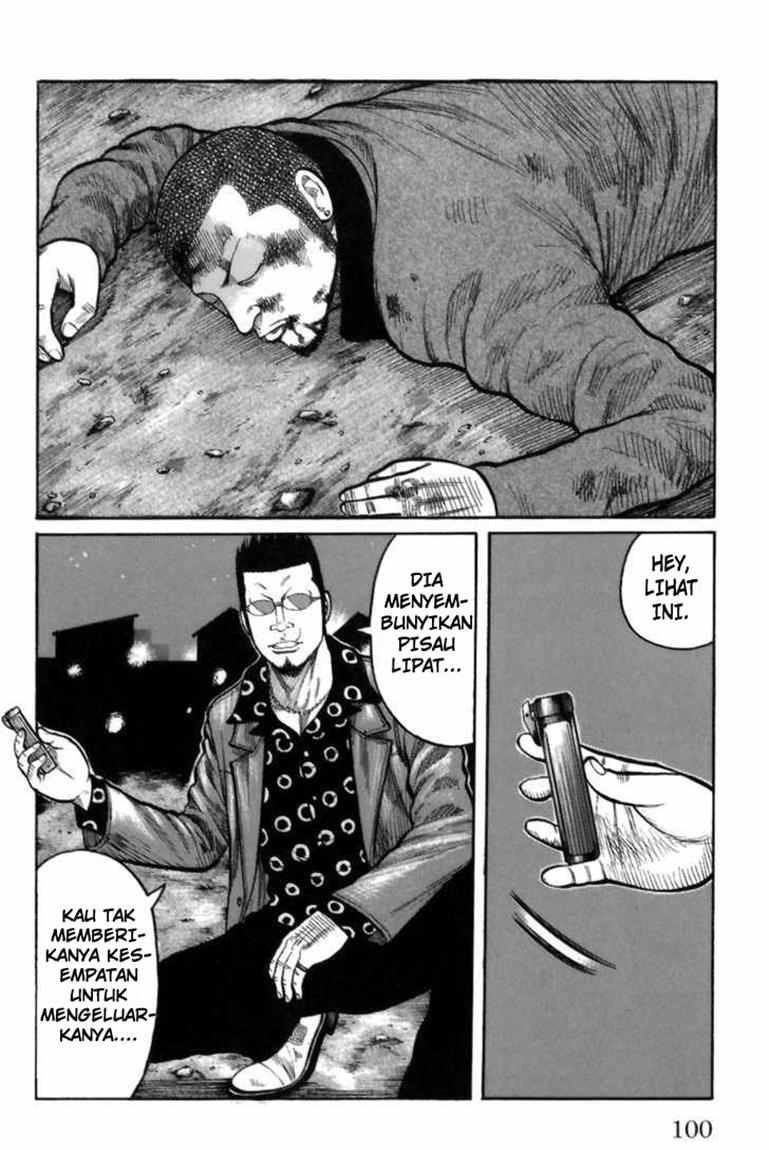 HEY,
LIHAT
INI.
DIA
MENYEM-
BUNYIKAN
PISAU
LIPAT...
KAU TAK
MEMBERI-
KANYA KES-
EMPATAN
UNTUK
MENGELUAR-
KANYA....
100